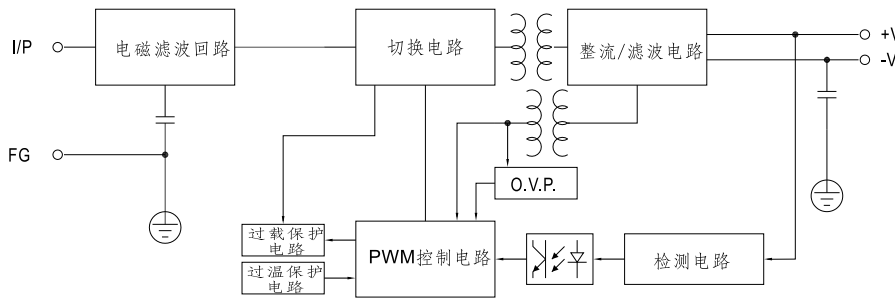 I/P
电磁滤波回路
切换电路
整流/滤波电路
+V
-V
FG
O.V.P.
过载保护
电路
过温保护
电路
PWM控制电路
检测电路